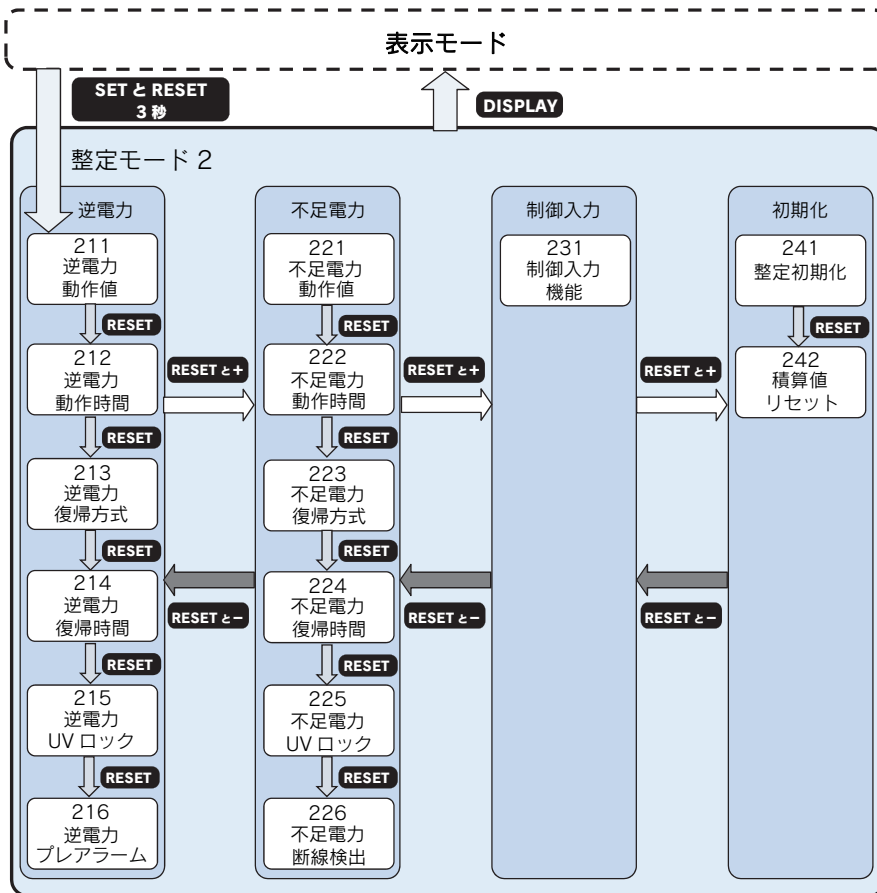 表示モード
SET と RESET
3 秒
DISPLAY
整定モード 2
逆電力
211
逆電力
動作値
RESET
212
逆電力
動作時間
RESET
213
逆電力
復帰方式
RESET
214
逆電力
復帰時間
RESET
215
逆電力
UV ロック
RESET
216
逆電力
プレアラーム
RESET と+
RESET と−
不足電力
221
不足電力
動作値
RESET
222
不足電力
動作時間
RESET
223
不足電力
復帰方式
RESET
224
不足電力
復帰時間
RESET
225
不足電力
UV ロック
RESET
226
不足電力
断線検出
RESET と+
RESET と−
制御入力
231
制御入力
機能
RESET と+
RESET と−
初期化
241
整定初期化
RESET
242
積算値
リセット